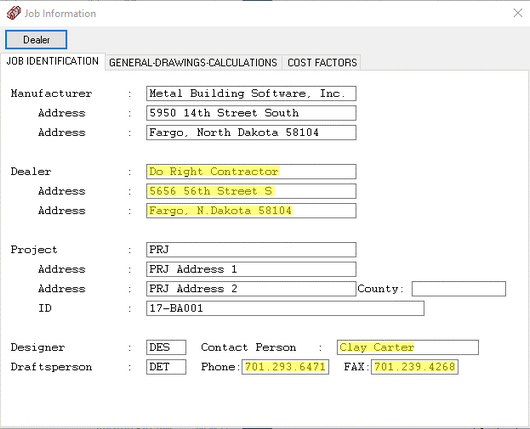 Job Information
Dealer
JOB IDENTIFICATION GENERAL-DRAWINGS-CALCULATIONS COST FACTORS
Manufacturer : Metal Building Software, Inc.
Address : 5950 14th Street South
Address : Fargo, North Dakota 58104
Dealer : Do Right Contractor
Address : 5656 56th Street S
Address : Fargo, N.Dakota 58104
Project : PRJ
Address : PRJ Address 1
Address : PRJ Address 2 County:
ID : 17-BA001
Designer : DES Contact Person : Clay Carter
Draftsperson : DET Phone: 701.293.6471 FAX: 701.239.4268